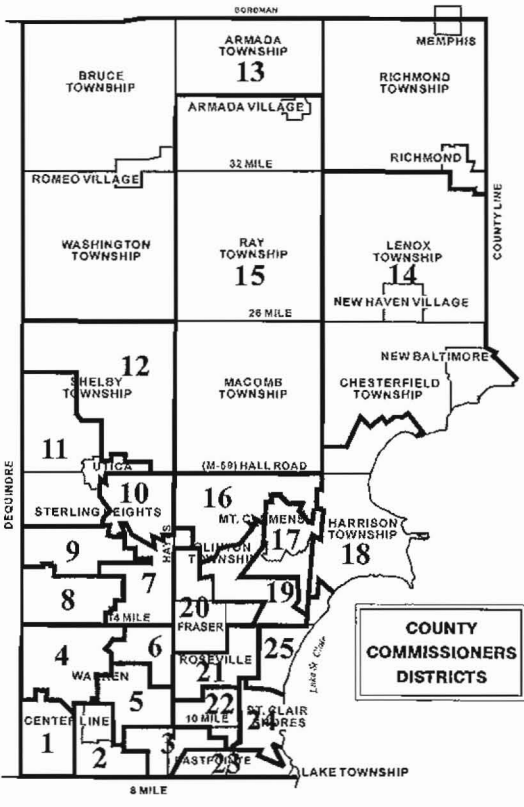 BORDMAN
MEMPHIS
ARMADA
TOWNSHIP
13
BRUCE
TOWNSHIP
RICHMOND
TOWNSHIP
ARMADA VILLAGE
32 MILE
RICHMOND
ROMEO VILLAGE
COUNTY LINE
WASHINGTON
TOWNSHIP
RAY
TOWNSHIP
15
LENOX
TOWNSHIP
14
NEW HAVEN VILLAGE
26 MILE
12
NEW BALTIMORE
SHELBY
TOWNSHIP
MACOMB
TOWNSHIP
CHESTERFIELD
TOWNSHIP
11
UTICA
(M-59) HALL ROAD
DEQUINDRE
10
STERLING HEIGHTS
16
MT. CLEMENS
17
HARRISON
TOWNSHIP
18
HAYES
CLINTON
TOWNSHIP
9
7
8
19
14 MILE
20
FRASER
COUNTY
COMMISSIONERS
DISTRICTS
4
6
25
Lake St. Clair
WARREN
ROSEVILLE
21
5
22
CENTER LINE
10 MILE
ST. CLAIR
SHORES
24
1
2
3
EASTPOINTE
23
LAKE TOWNSHIP
8 MILE